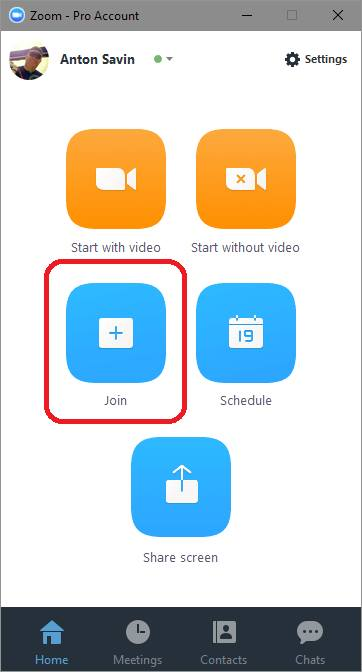 Zoom - Pro Account
Anton Savin
Settings
Start with video
Start without video
19
Join
Schedule
Share screen
Home
Meetings
Contacts
Chats